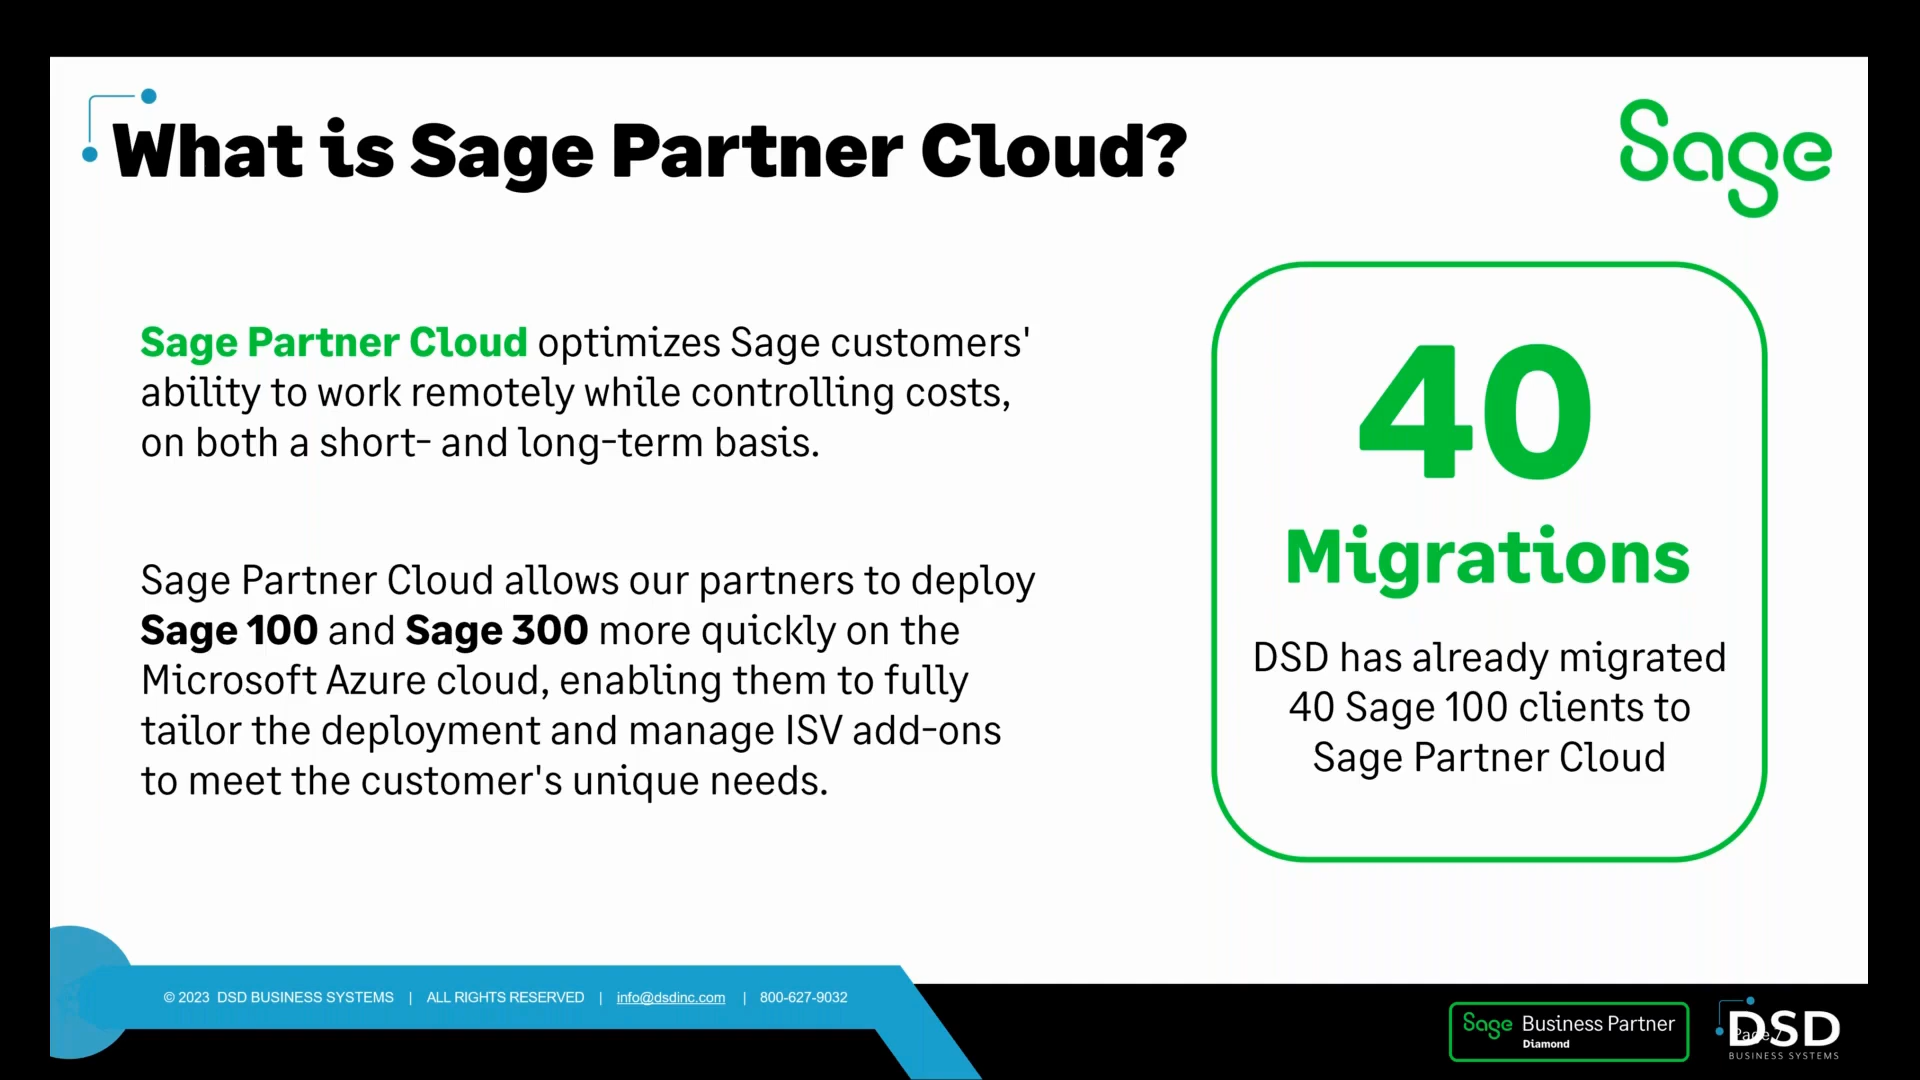 What is Sage Partner Cloud?
Sage
Sage Partner Cloud optimizes Sage customers'
ability to work remotely while controlling costs,
on both a short- and long-term basis.
Sage Partner Cloud allows our partners to deploy
Sage 100 and Sage 300 more quickly on the
Microsoft Azure cloud, enabling them to fully
tailor the deployment and manage ISV add-ons
to meet the customer's unique needs.
40
Migrations
DSD has already migrated
40 Sage 100 clients to
Sage Partner Cloud
© 2023 DSD BUSINESS SYSTEMS | ALL RIGHTS RESERVED | info@dsdinc.com | 800-627-9032
Sage Business Partner
Diamond
DSD
BUSINESS SYSTEMS
Page